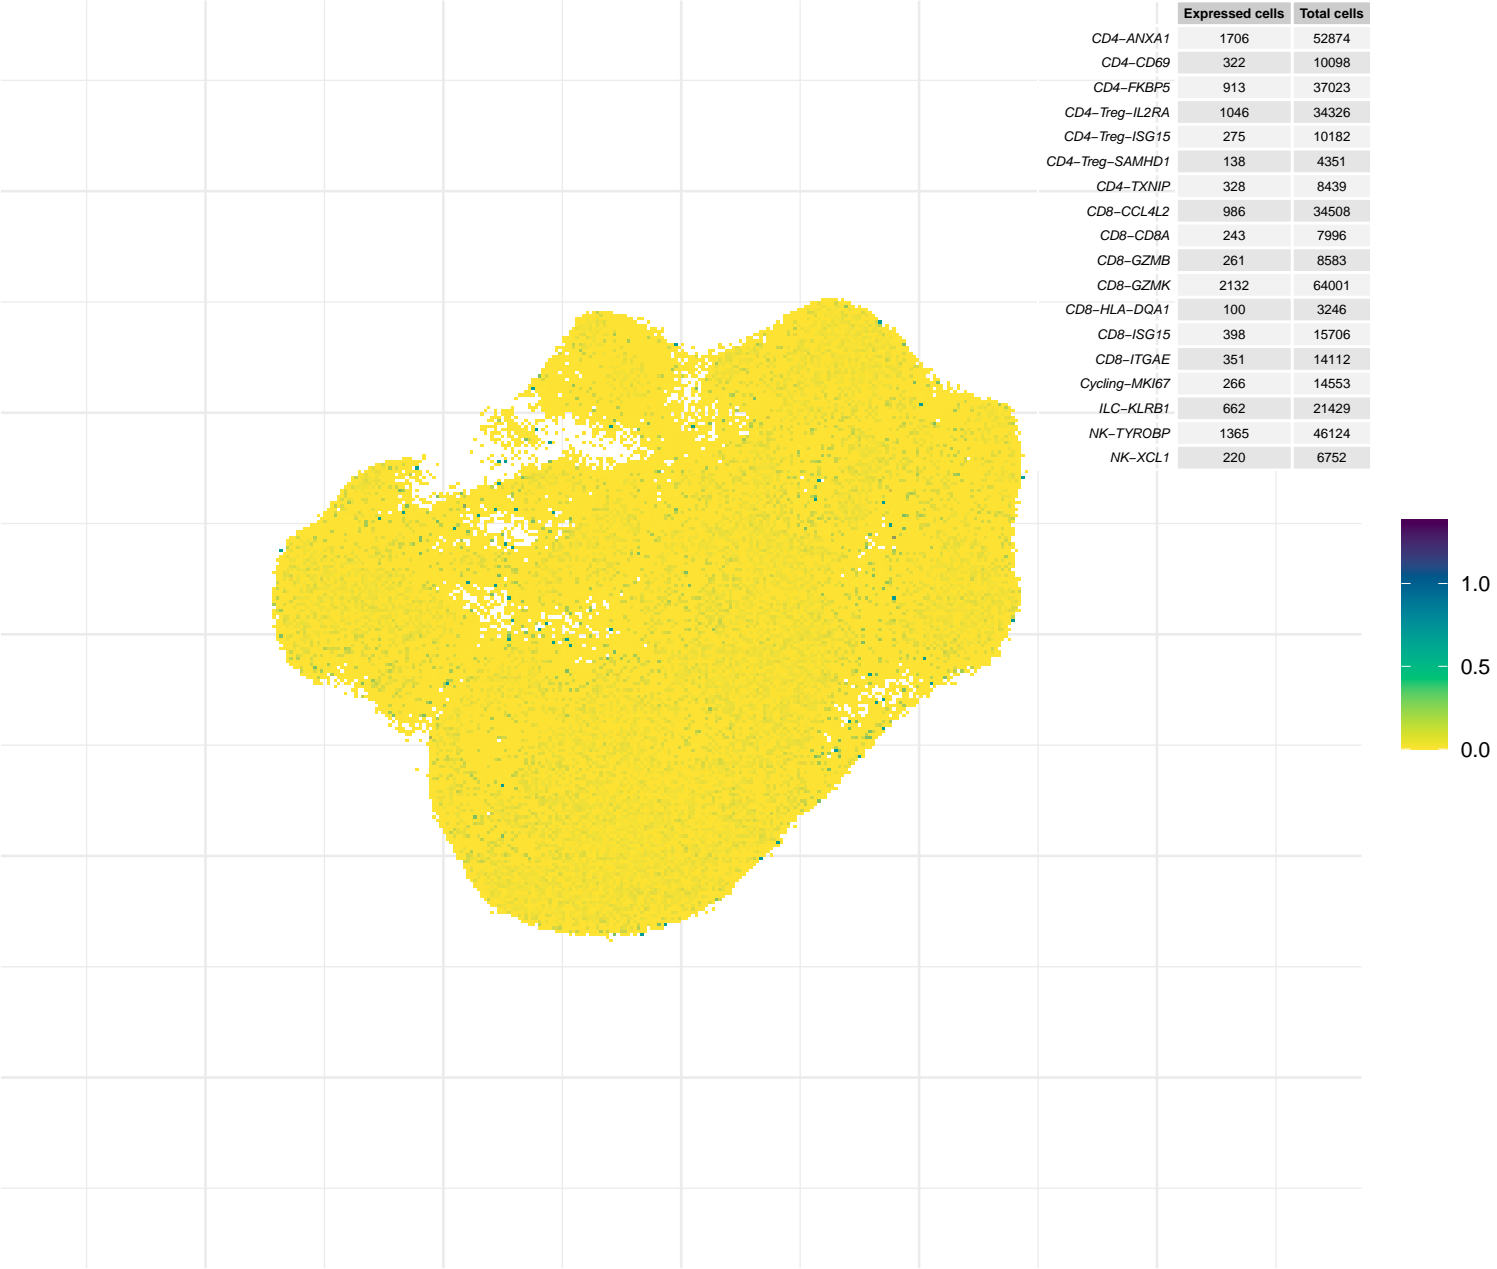 Expressed cells Total cells
CD4−ANXA1 1706 52874
CD4−CD69 322 10098
CD4−FKBP5 913 37023
CD4−Treg−IL2RA 1046 34326
CD4−Treg−ISG15 275 10182
CD4−Treg−SAMHD1 138 4351
CD4−TXNIP 328 8439
CD8−CCL4L2 986 34508
CD8−CD8A 243 7996
CD8−GZMB 261 8583
CD8−GZMK 2132 64001
CD8−HLA−DQA1 100 3246
CD8−ISG15 398 15706
CD8−ITGAE 351 14112
Cycling−MKI67 266 14553
ILC−KLRB1 662 21429
NK−TYROBP 1365 46124
NK−XCL1 220 6752
1.0
0.5
0.0